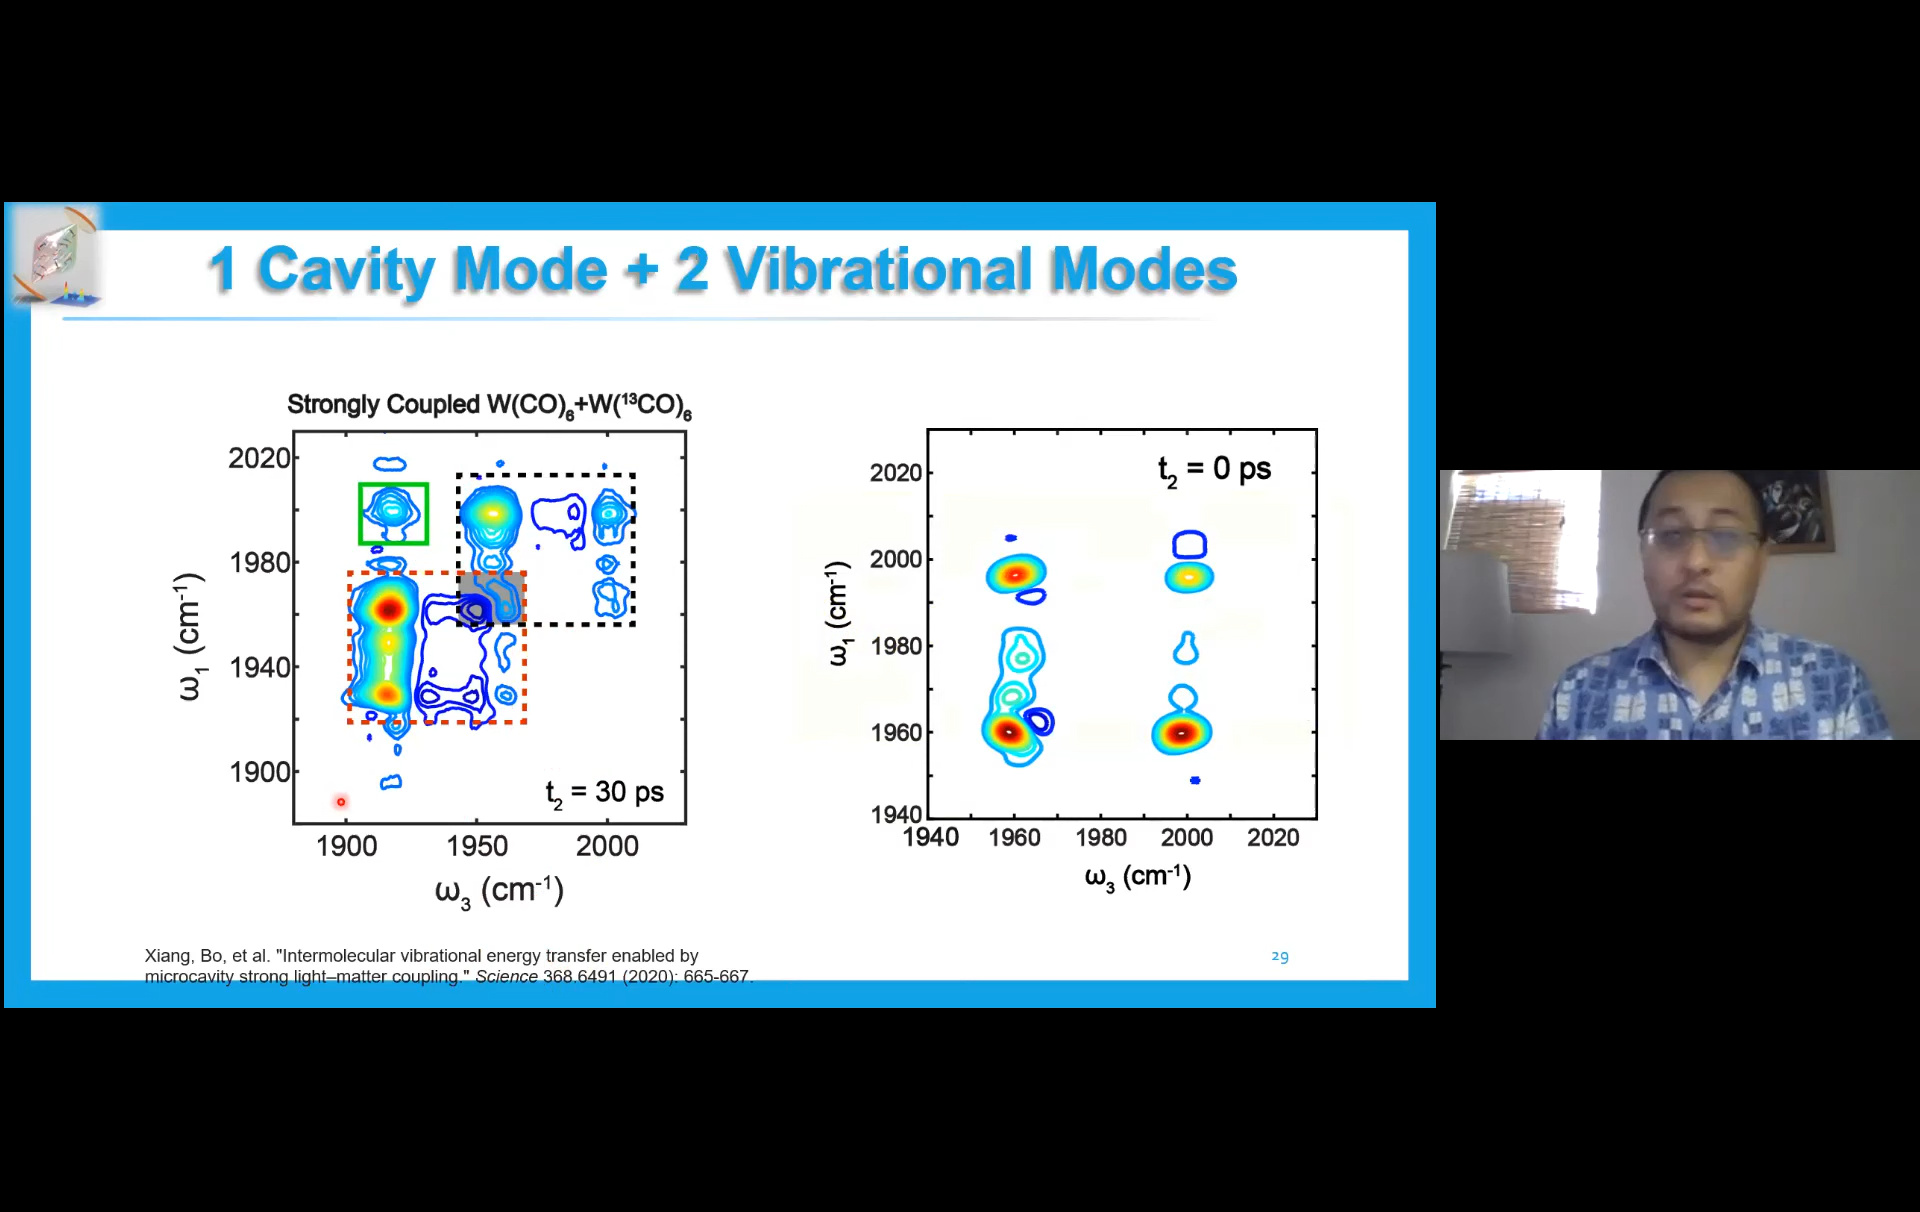 1 Cavity Mode + 2 Vibrational Modes
Strongly Coupled W(CO)₆+W(¹³CO)₆
2020
1980
1940
1900
ω₁ (cm⁻¹)
t₂ = 30 ps
1900 1950 2000
ω₃ (cm⁻¹)
t₂ = 0 ps
2020
2000
1980
1960
1940
ω₁ (cm⁻¹)
1940 1960 1980 2000 2020
ω₃ (cm⁻¹)
Xiang, Bo, et al. "Intermolecular vibrational energy transfer enabled by
microcavity strong light–matter coupling." Science 368.6491 (2020): 665-667.
29